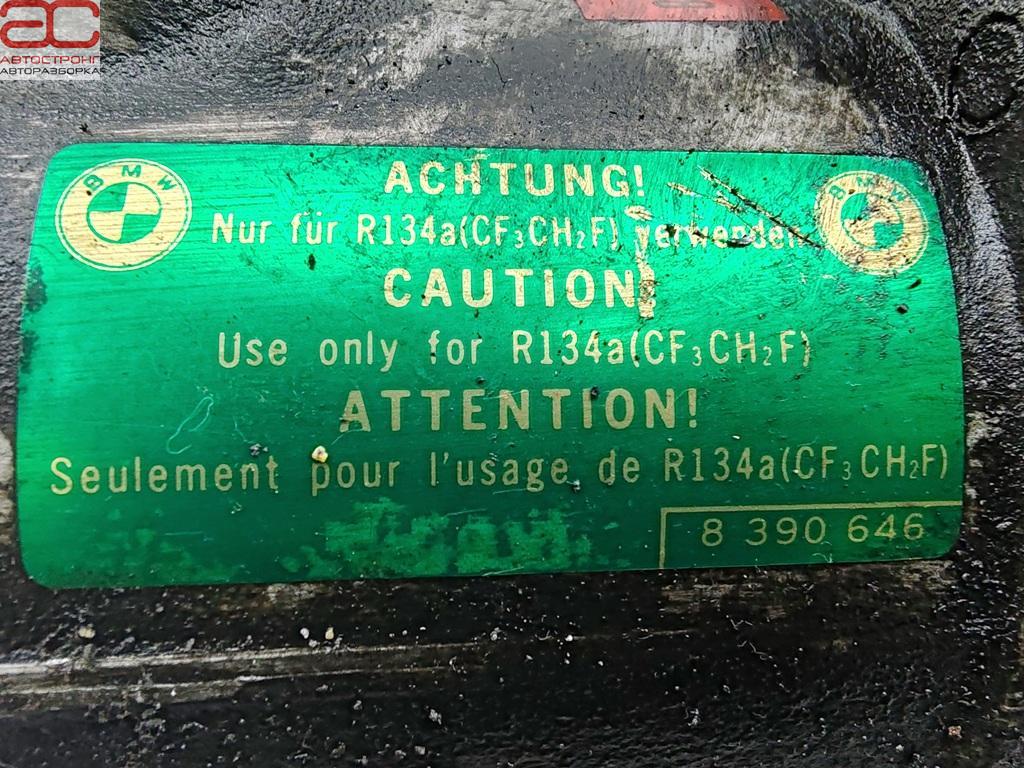 ac
АВТОСТРОНГ
АВТОРАЗБОРКА
BMW BMW
ACHTUNG!
Nur für R134a(CF₃CH₂F) verwenden
CAUTION!
Use only for R134a(CF₃CH₂F)
ATTENTION!
Seulement pour l'usage de R134a(CF₃CH₂F)
8 390 646